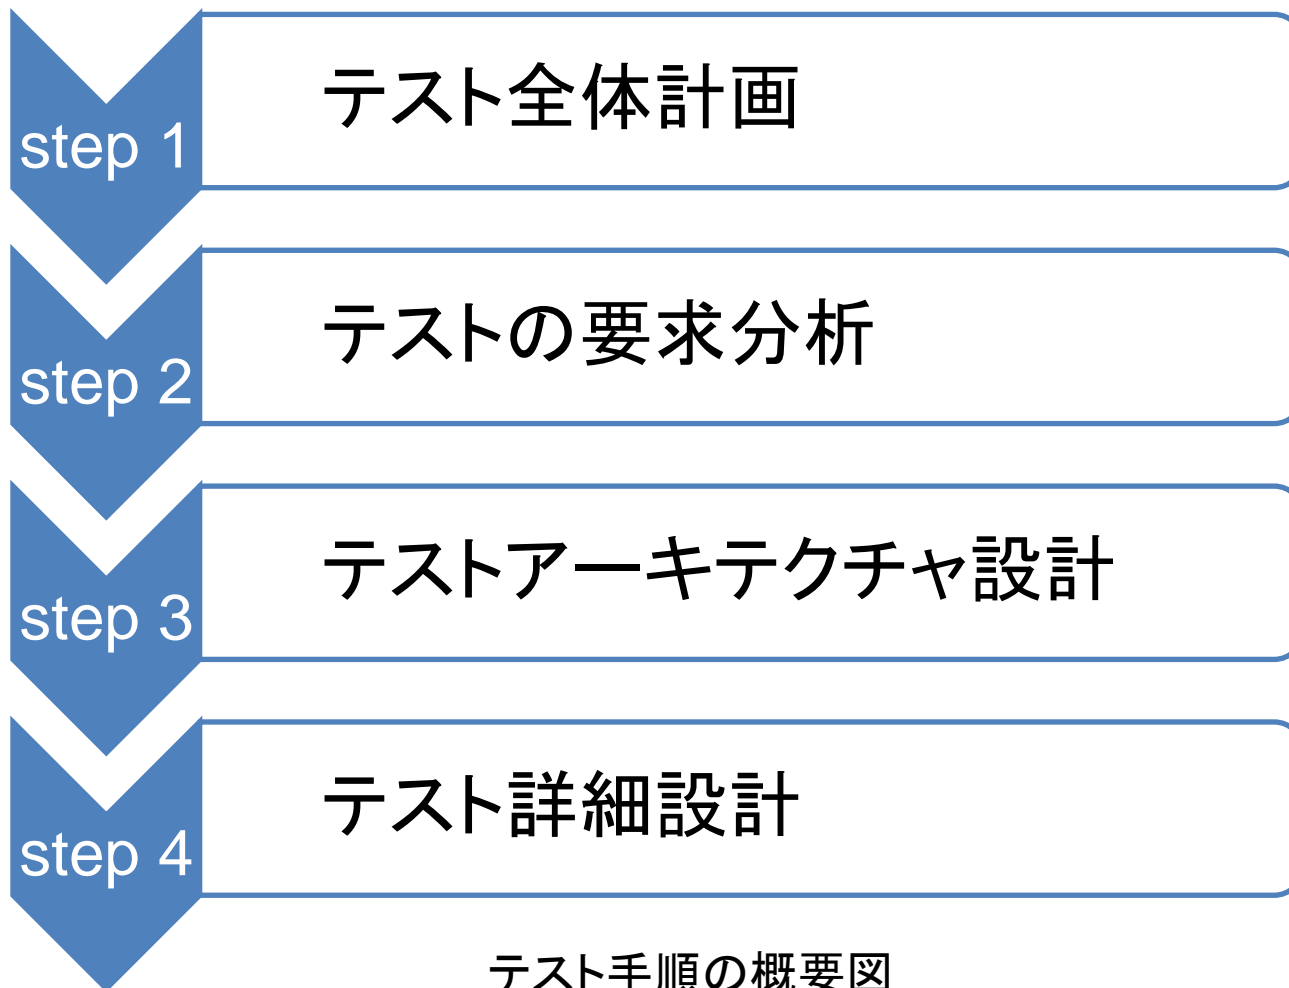 step 1
テスト全体計画
step 2
テストの要求分析
step 3
テストアーキテクチャ設計
step 4
テスト詳細設計
テスト手順の概要図